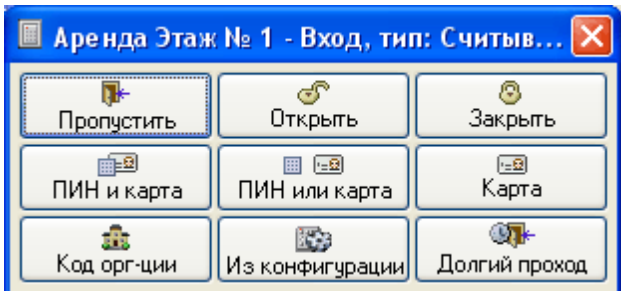 Аренда Этаж № 1 - Вход, тип: Считыв...
Пропустить Открыть Закрыть
ПИН и карта ПИН или карта Карта
Код орг-ции Из конфигурации Долгий проход